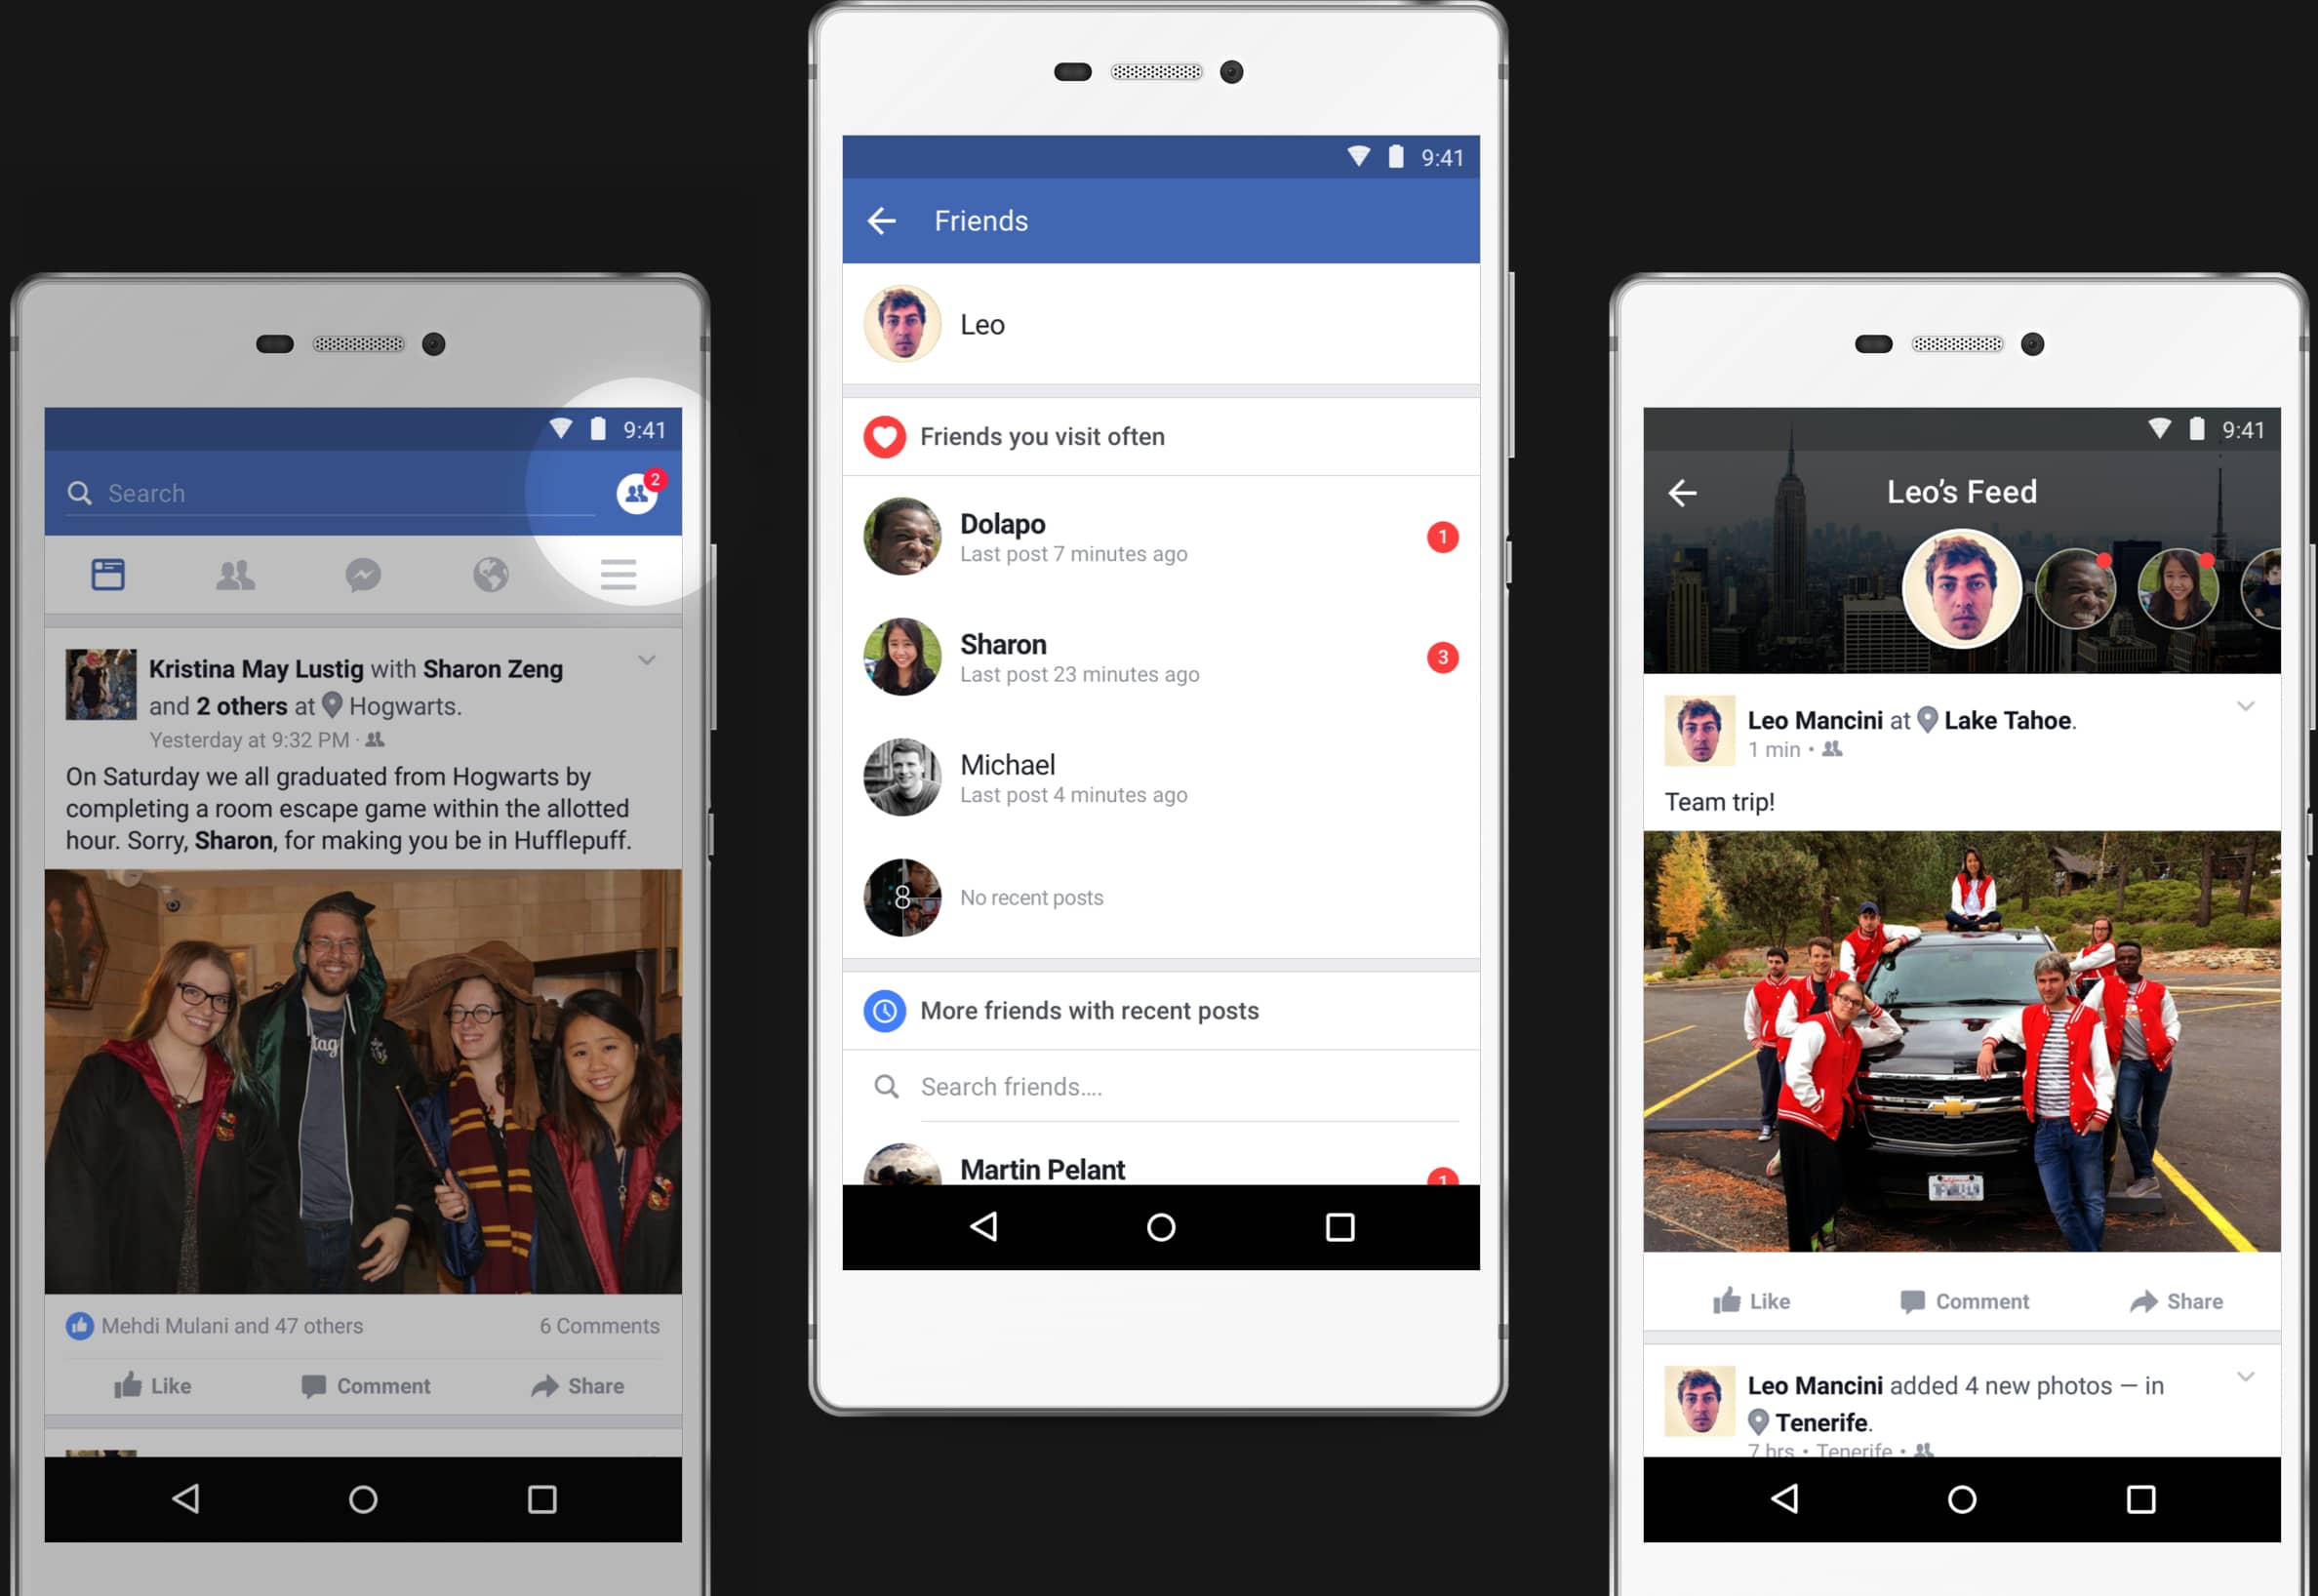 9:41
Search
2
Kristina May Lustig with Sharon Zeng
and 2 others at Hogwarts.
Yesterday at 9:32 PM ·
On Saturday we all graduated from Hogwarts by
completing a room escape game within the allotted
hour. Sorry, Sharon, for making you be in Hufflepuff.
tag
Mehdi Mulani and 47 others
6 Comments
Like
Comment
Share
9:41
Friends
Leo
Friends you visit often
Dolapo
Last post 7 minutes ago
1
Sharon
Last post 23 minutes ago
3
Michael
Last post 4 minutes ago
8
No recent posts
More friends with recent posts
Search friends....
Martin Pelant
1
9:41
Leo’s Feed
Leo Mancini at Lake Tahoe.
1 min •
Team trip!
Like
Comment
Share
Leo Mancini added 4 new photos — in
Tenerife.
7 hrs • Tenerife •